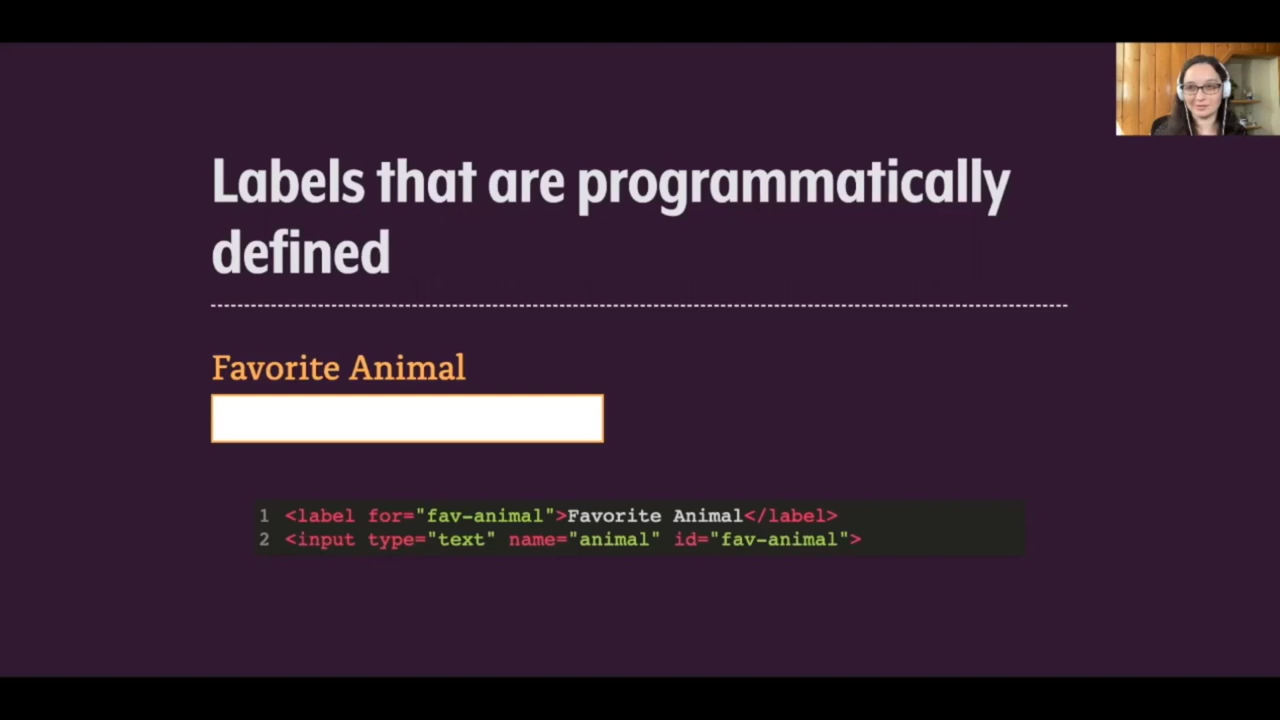 Labels that are programmatically
defined
Favorite Animal
1 <label for="fav-animal">Favorite Animal</label>
2 <input type="text" name="animal" id="fav-animal">